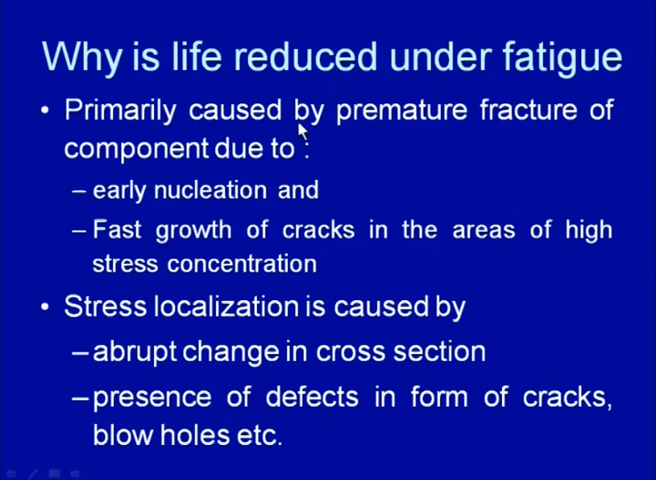 Why is life reduced under fatigue
• Primarily caused by premature fracture of
component due to :
– early nucleation and
– Fast growth of cracks in the areas of high
stress concentration
• Stress localization is caused by
– abrupt change in cross section
– presence of defects in form of cracks,
blow holes etc.